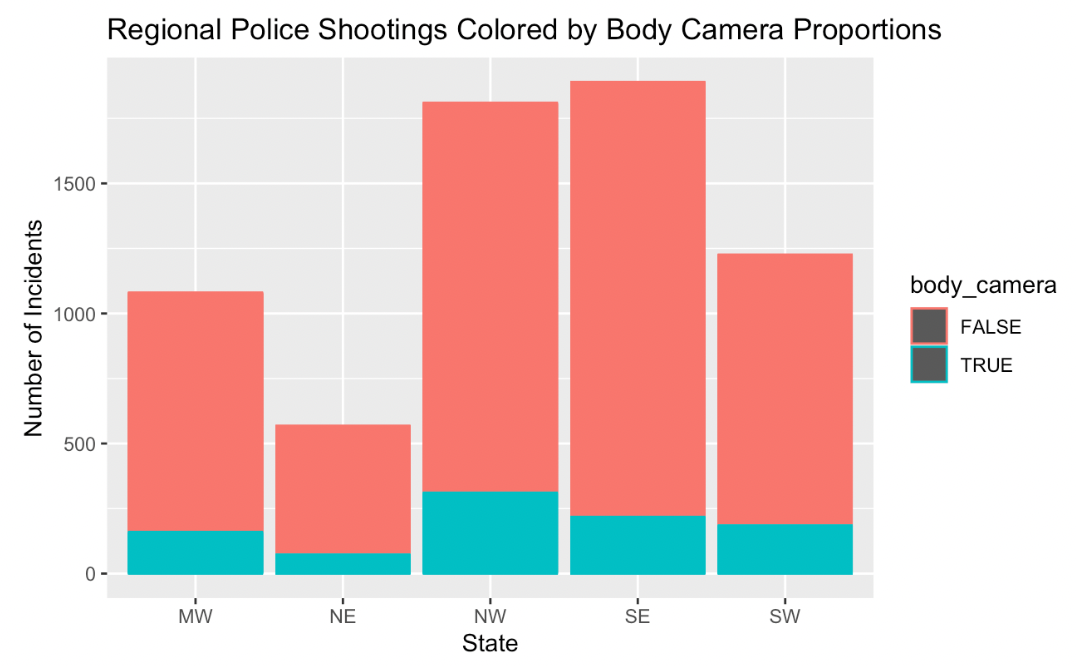 Regional Police Shootings Colored by Body Camera Proportions
Number of Incidents
1500
1000
500
0
MW NE NW SE SW
State
body_camera
FALSE
TRUE